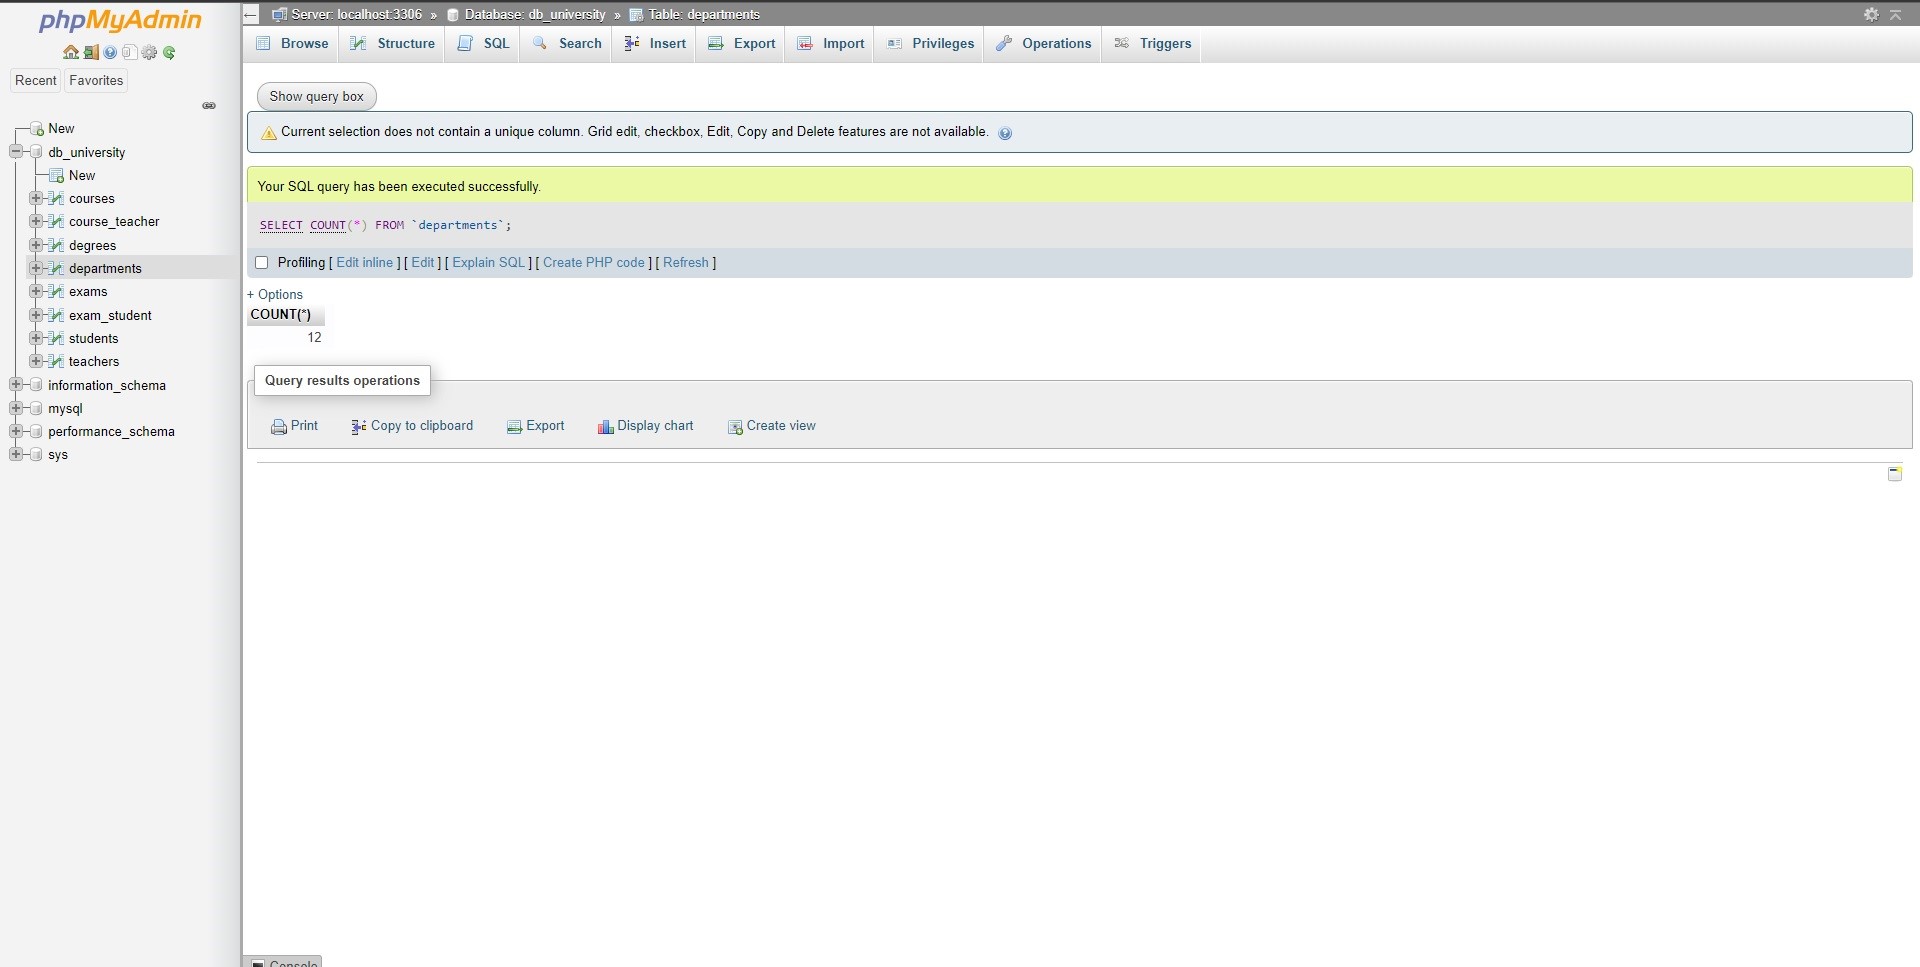 phpMyAdmin
Recent Favorites
New
db_university
New
courses
course_teacher
degrees
departments
exams
exam_student
students
teachers
information_schema
mysql
performance_schema
sys
Server: localhost:3306 » Database: db_university » Table: departments
Browse Structure SQL Search Insert Export Import Privileges Operations Triggers
Show query box
Current selection does not contain a unique column. Grid edit, checkbox, Edit, Copy and Delete features are not available.
Your SQL query has been executed successfully.
SELECT COUNT(*) FROM `departments`;
Profiling [ Edit inline ] [ Edit ] [ Explain SQL ] [ Create PHP code ] [ Refresh ]
+ Options
COUNT(*)
12
Query results operations
Print Copy to clipboard Export Display chart Create view
Console